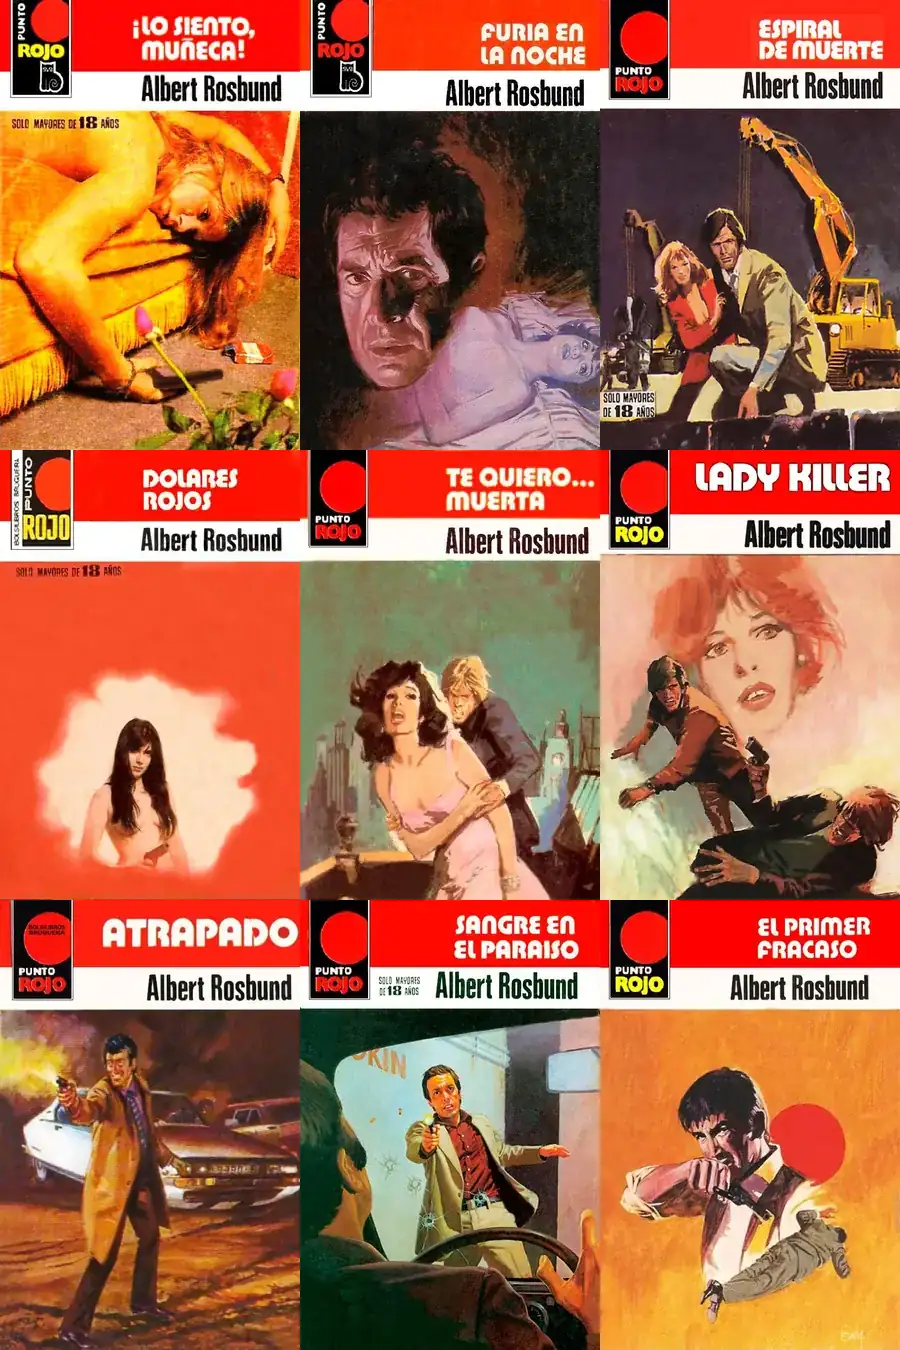 PUNTO
ROJO
¡LO SIENTO,
MUÑECA!
Albert Rosbund
SOLO MAYORES DE 18 AÑOS
PUNTO
ROJO
FURIA EN
LA NOCHE
Albert Rosbund
PUNTO
ROJO
ESPIRAL
DE MUERTE
Albert Rosbund
SOLO MAYORES
DE 18 AÑOS
BOLSILIBROS BRUGUERA
PUNTO
ROJO
DOLARES
ROJOS
Albert Rosbund
SOLO MAYORES DE 18 AÑOS
PUNTO
ROJO
TE QUIERO...
MUERTA
Albert Rosbund
PUNTO
ROJO
LADY KILLER
Albert Rosbund
BOLSILIBROS
BRUGUERA
PUNTO
ROJO
ATRAPADO
Albert Rosbund
PUNTO
ROJO
SANGRE EN
EL PARAISO
SOLO MAYORES
DE 18 AÑOS
Albert Rosbund
PUNTO
ROJO
EL PRIMER
FRACASO
Albert Rosbund